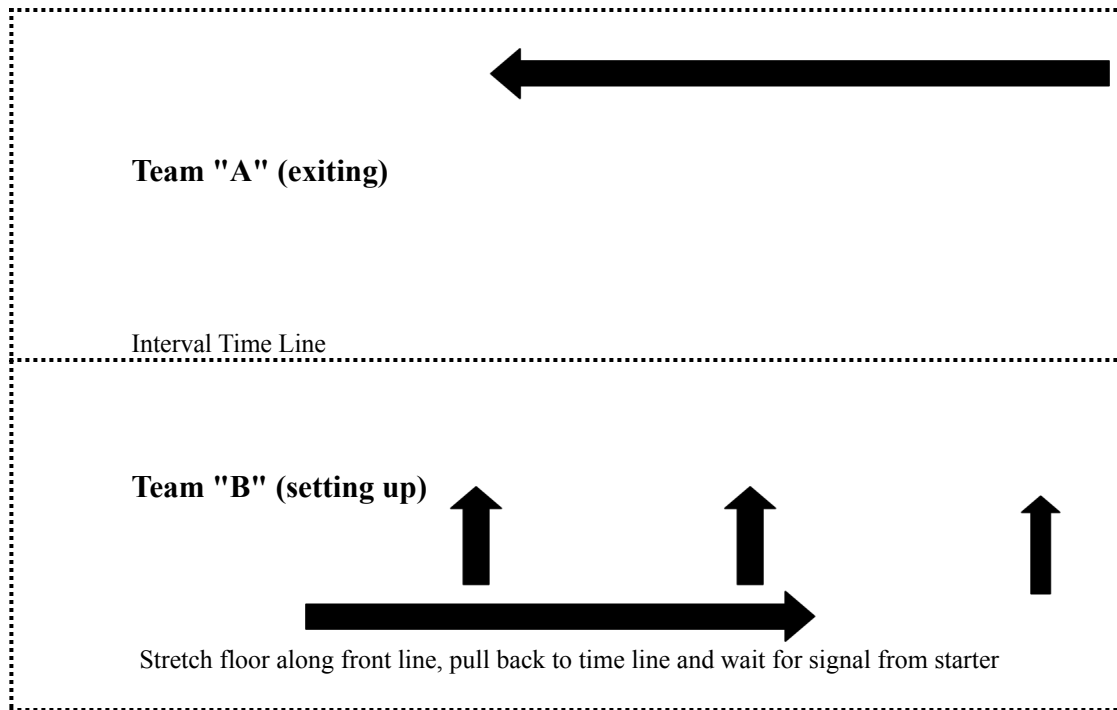 Team "A" (exiting)
Interval Time Line
Team "B" (setting up)
Stretch floor along front line, pull back to time line and wait for signal from starter